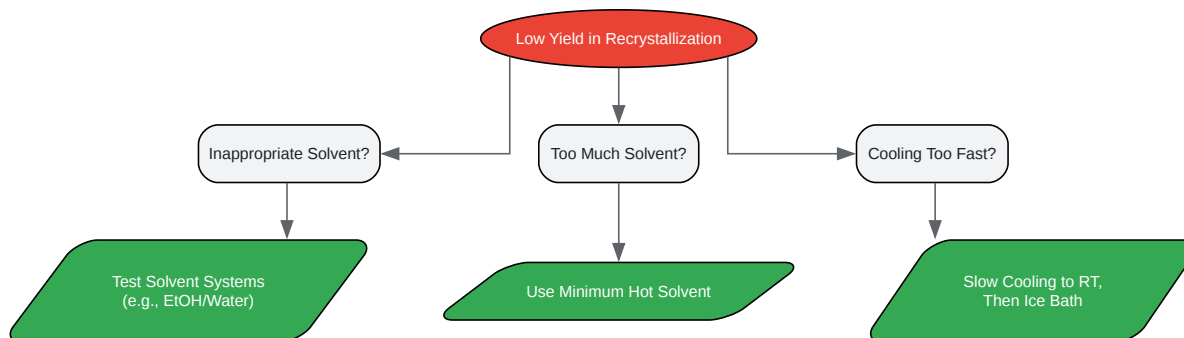 Low Yield in Recrystallization
Inappropriate Solvent?
Too Much Solvent?
Cooling Too Fast?
Test Solvent Systems
(e.g., EtOH/Water)
Use Minimum Hot Solvent
Slow Cooling to RT,
Then Ice Bath